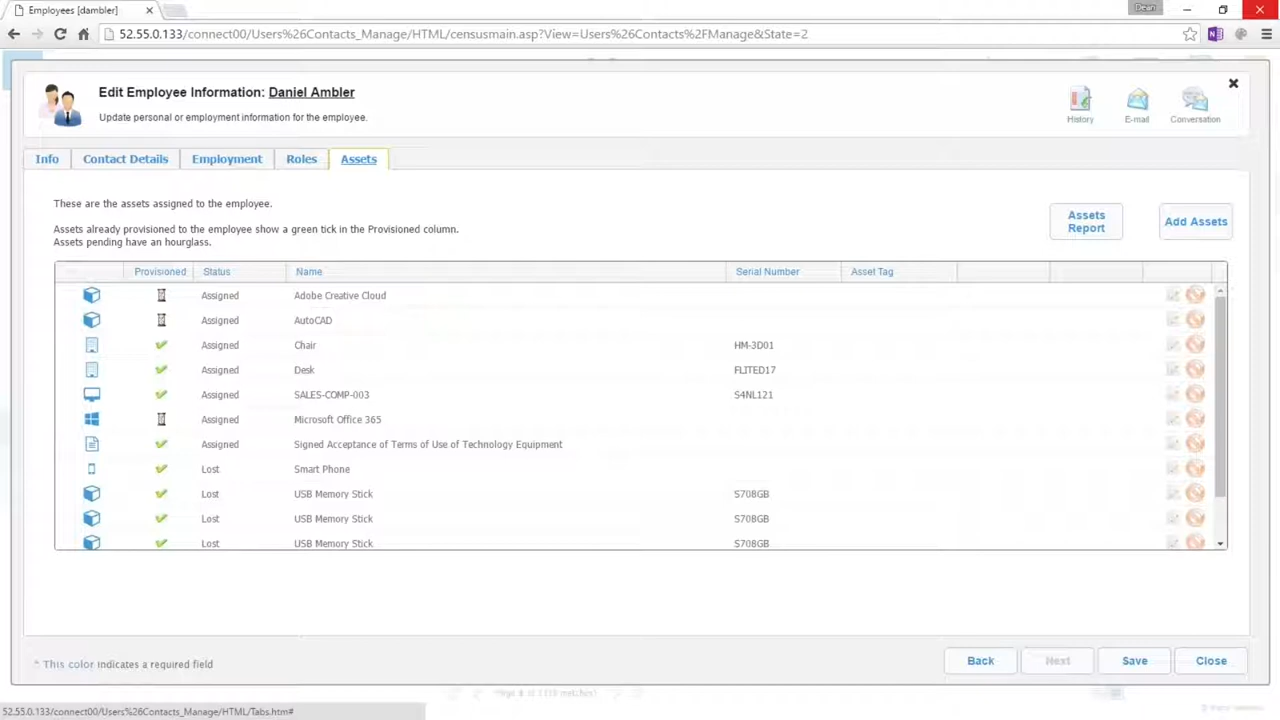 Employees [dambler]
Dean
52.55.0.133/connect00/Users%26Contacts_Manage/HTML/censusmain.asp?View=Users%26Contacts%2FManage&State=2
Edit Employee Information: Daniel Ambler
Update personal or employment information for the employee.
History E-mail Conversation
Info Contact Details Employment Roles Assets
These are the assets assigned to the employee.
Assets already provisioned to the employee show a green tick in the Provisioned column.
Assets pending have an hourglass.
Assets Report
Add Assets
Provisioned Status Name Serial Number Asset Tag
Assigned Adobe Creative Cloud
Assigned AutoCAD
Assigned Chair HM-3D01
Assigned Desk FLITED17
Assigned SALES-COMP-003 S4NL121
Assigned Microsoft Office 365
Assigned Signed Acceptance of Terms of Use of Technology Equipment
Lost Smart Phone
Lost USB Memory Stick S708GB
Lost USB Memory Stick S708GB
Lost USB Memory Stick S708GB
* This color indicates a required field
Back Next Save Close
52.55.0.133/connect00/Users%26Contacts_Manage/HTML/Tabs.htm#